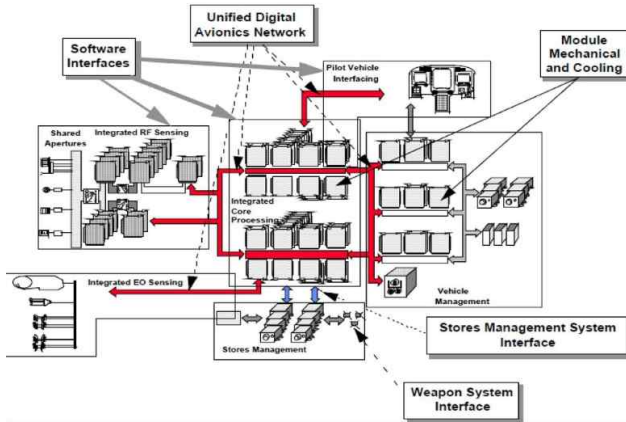 Unified Digital
Avionics Network
Software
Interfaces
Module
Mechanical
and Cooling
Pilot Vehicle
Interfacing
Shared
Apertures
Integrated RF Sensing
Integrated
Core
Processing
Integrated EO Sensing
Vehicle
Management
Stores Management
Stores Management System
Interface
Weapon System
Interface